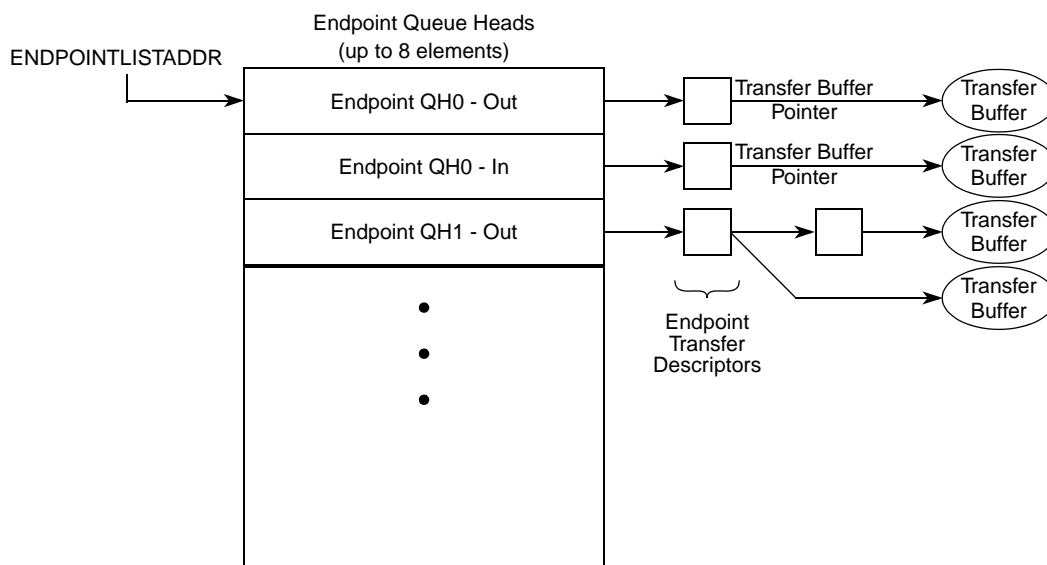 Endpoint Queue Heads
(up to 8 elements)
ENDPOINTLISTADDR
Endpoint QH0 - Out
Transfer Buffer
Pointer
Transfer
Buffer
Endpoint QH0 - In
Transfer Buffer
Pointer
Transfer
Buffer
Endpoint QH1 - Out
Transfer
Buffer
Transfer
Buffer
Endpoint
Transfer
Descriptors